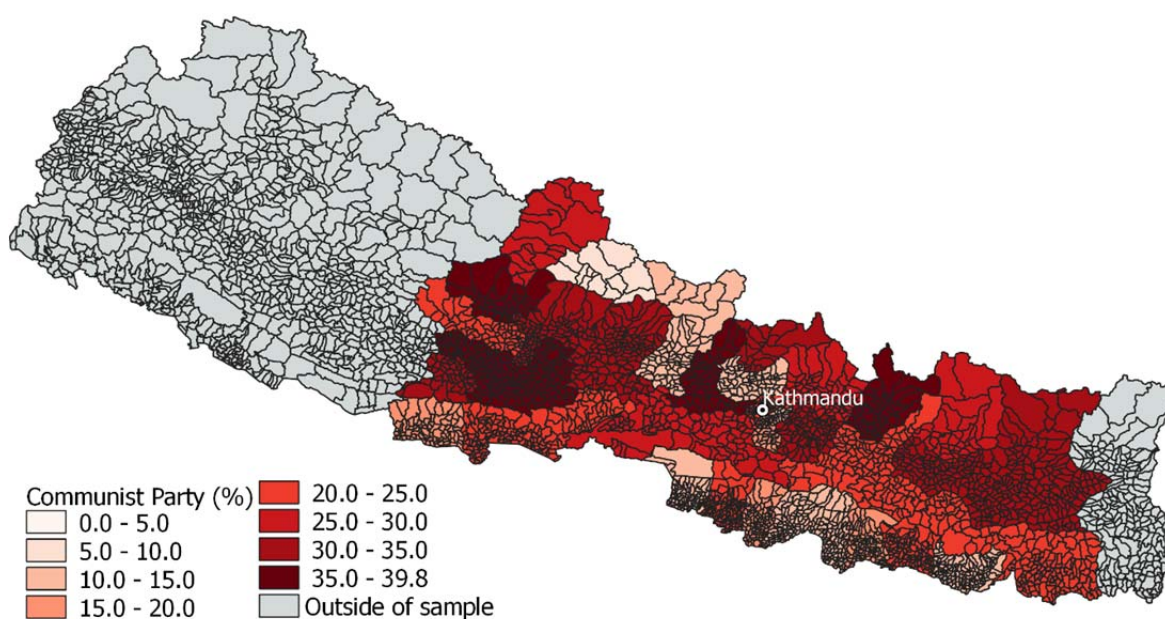 Kathmandu
Communist Party (%)
0.0 - 5.0
5.0 - 10.0
10.0 - 15.0
15.0 - 20.0
20.0 - 25.0
25.0 - 30.0
30.0 - 35.0
35.0 - 39.8
Outside of sample